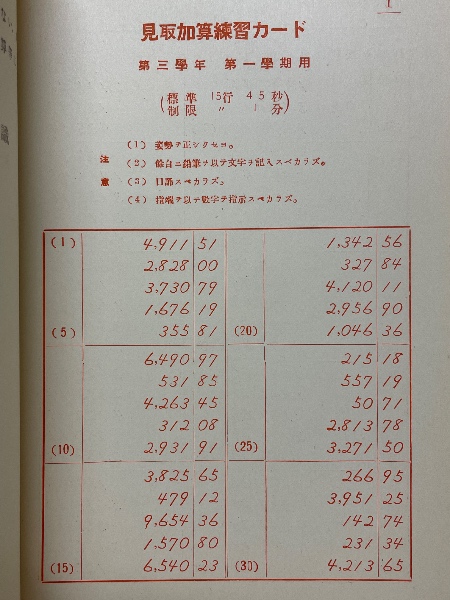 1
見取加算練習カード
第三學年 第一學期用
(標準 15行 45秒
制限 〃 1分)
注意
(1) 姿勢ヲ正シクセヨ。
(2) 餘白ニ鉛筆ヲ以テ文字ヲ記入スベカラズ。
(3) 口誦スベカラズ。
(4) 指端ヲ以テ數字ヲ指示スベカラズ。
(1) 4,911 51
2,828 00
3,730 79
1,676 19
(5) 355 81
6,490 97
531 85
4,263 45
312 08
(10) 2,931 91
3,825 65
479 12
9,654 36
1,570 80
(15) 6,540 23
1,342 56
327 84
4,120 11
2,956 90
(20) 1,046 36
215 18
557 19
50 71
2,813 78
(25) 3,271 50
266 95
3,951 25
142 74
231 34
(30) 4,213 65